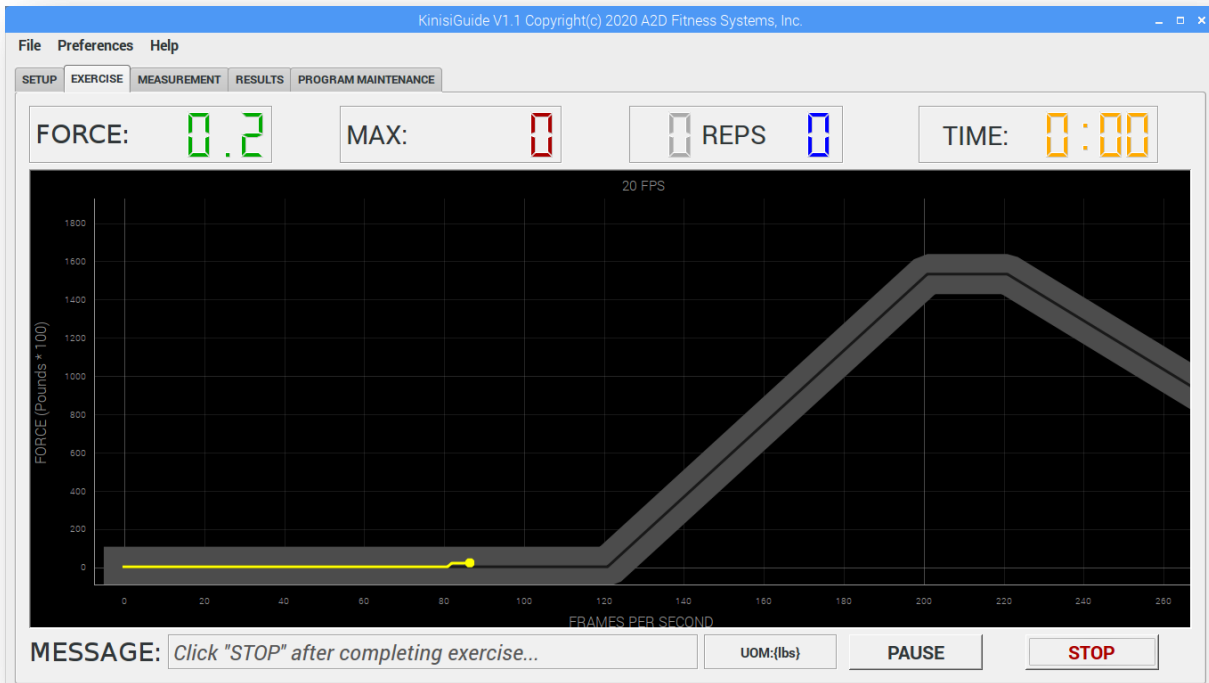 KinisiGuide V1.1 Copyright(c) 2020 A2D Fitness Systems, Inc.
File Preferences Help
SETUP EXERCISE MEASUREMENT RESULTS PROGRAM MAINTENANCE
FORCE: 0.2 MAX: 0 0 REPS 0 TIME: 0:00
20 FPS
1800
1600
1400
1200
1000
800
600
400
200
0
FORCE (Pounds * 100)
0 20 40 60 80 100 120 140 160 180 200 220 240 260
FRAMES PER SECOND
MESSAGE: Click "STOP" after completing exercise... UOM:{lbs} PAUSE STOP